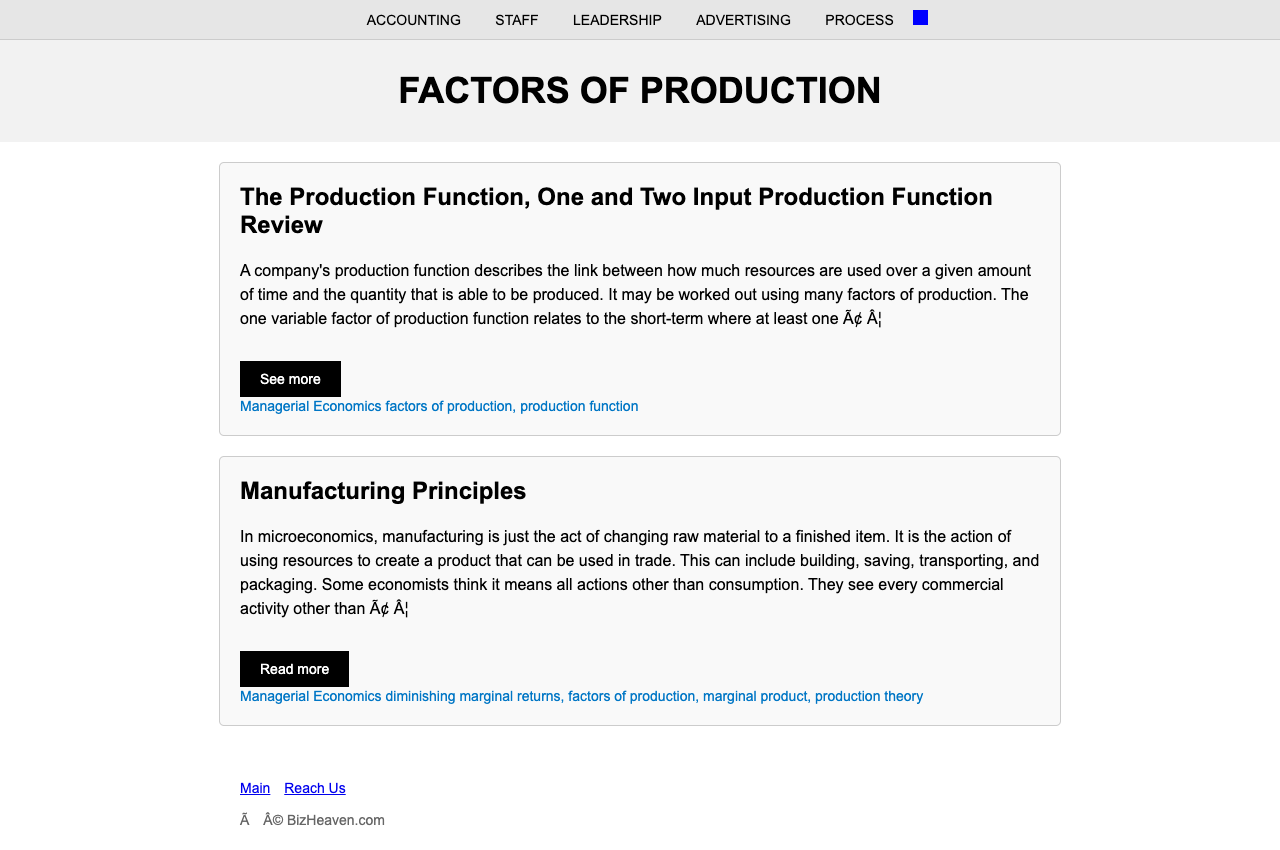 ACCOUNTING STAFF LEADERSHIP ADVERTISING PROCESS
FACTORS OF PRODUCTION
The Production Function, One and Two Input Production Function
Review
A company's production function describes the link between how much resources are used over a given amount
of time and the quantity that is able to be produced. It may be worked out using many factors of production. The
one variable factor of production function relates to the short-term where at least one Ã¢ Â¦
See more
Managerial Economics factors of production, production function
Manufacturing Principles
In microeconomics, manufacturing is just the act of changing raw material to a finished item. It is the action of
using resources to create a product that can be used in trade. This can include building, saving, transporting, and
packaging. Some economists think it means all actions other than consumption. They see every commercial
activity other than Ã¢ Â¦
Read more
Managerial Economics diminishing marginal returns, factors of production, marginal product, production theory
Main Reach Us
Ã Â© BizHeaven.com